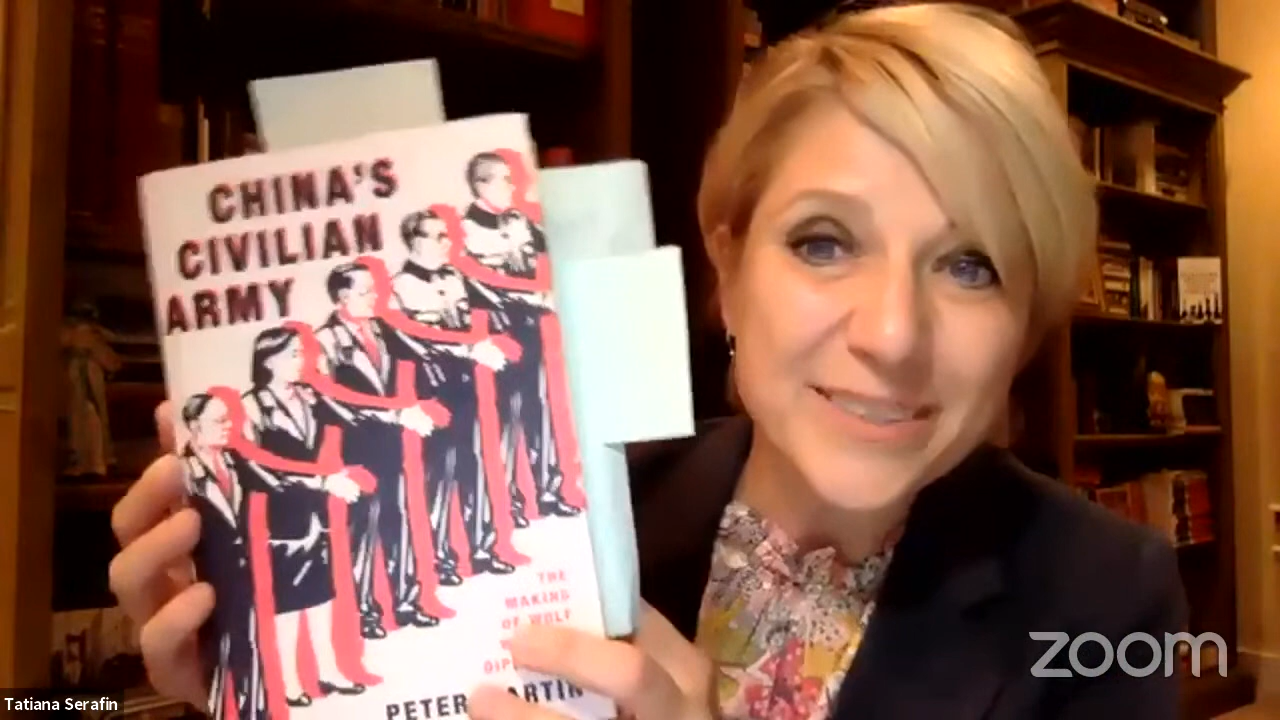 CHINA'S
CIVILIAN
ARMY
THE
MAKING
OF WOLF
PETER
Tatiana Serafin
zoom